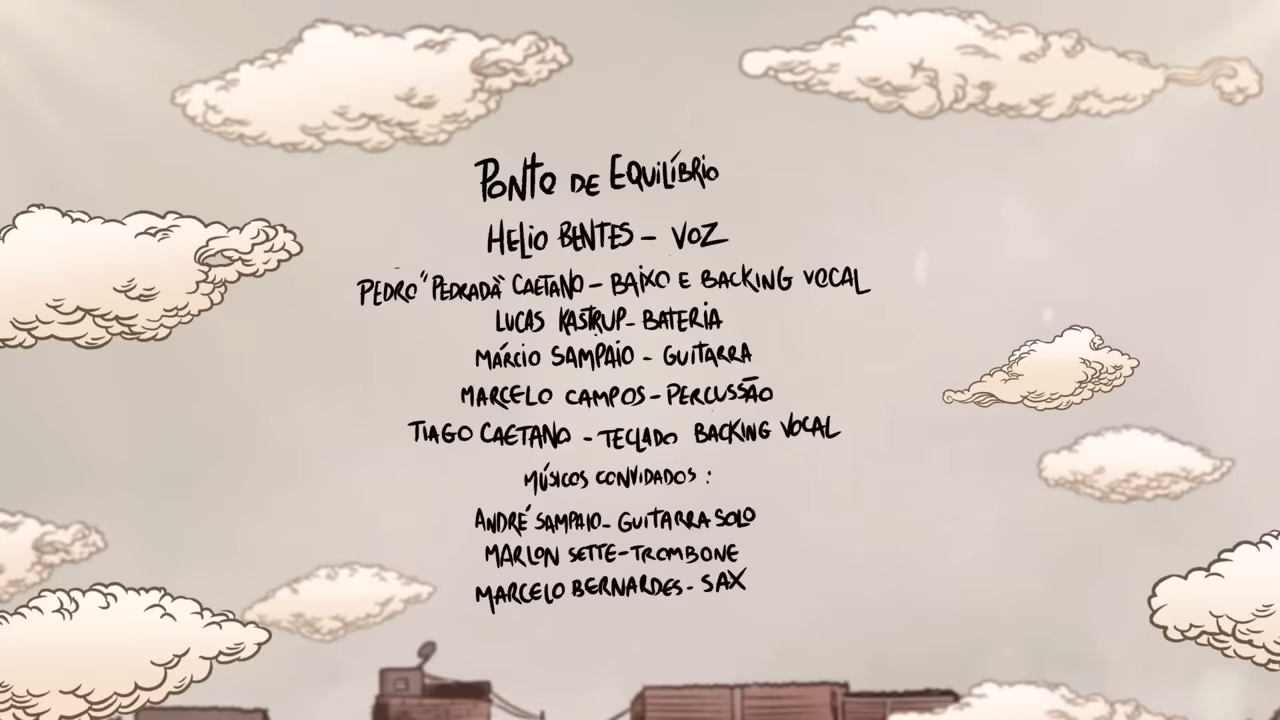 Ponto de Equilíbrio
Helio Bentes - Voz
Pedro "Pedrada" Caetano - Baixo e Backing Vocal
Lucas Kastrup - Bateria
Márcio Sampaio - Guitarra
Marcelo Campos - Percussão
Tiago Caetano - Teclado Backing Vocal
Músicos Convidados :
André Sampaio - Guitarra Solo
Marlon Sette - Trombone
Marcelo Bernardes - Sax